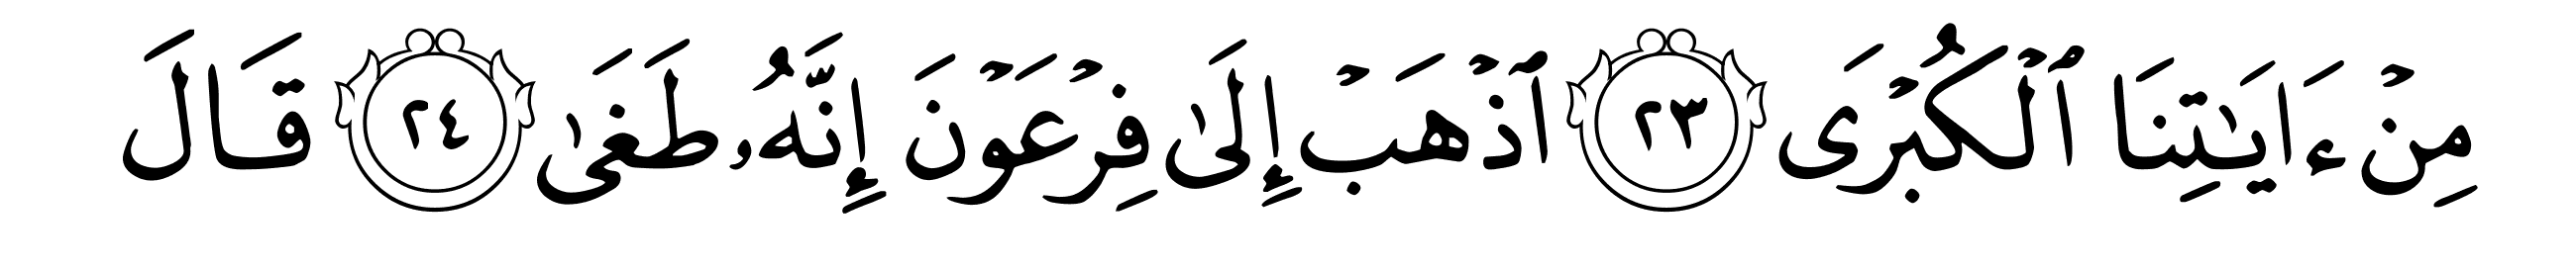 مِنْ ءَايَـٰتِنَا ٱلْكُبْرَى ٢٣ ٱذْهَبْ إِلَىٰ فِرْعَوْنَ إِنَّهُۥ طَغَىٰ ٢٤ قَالَ